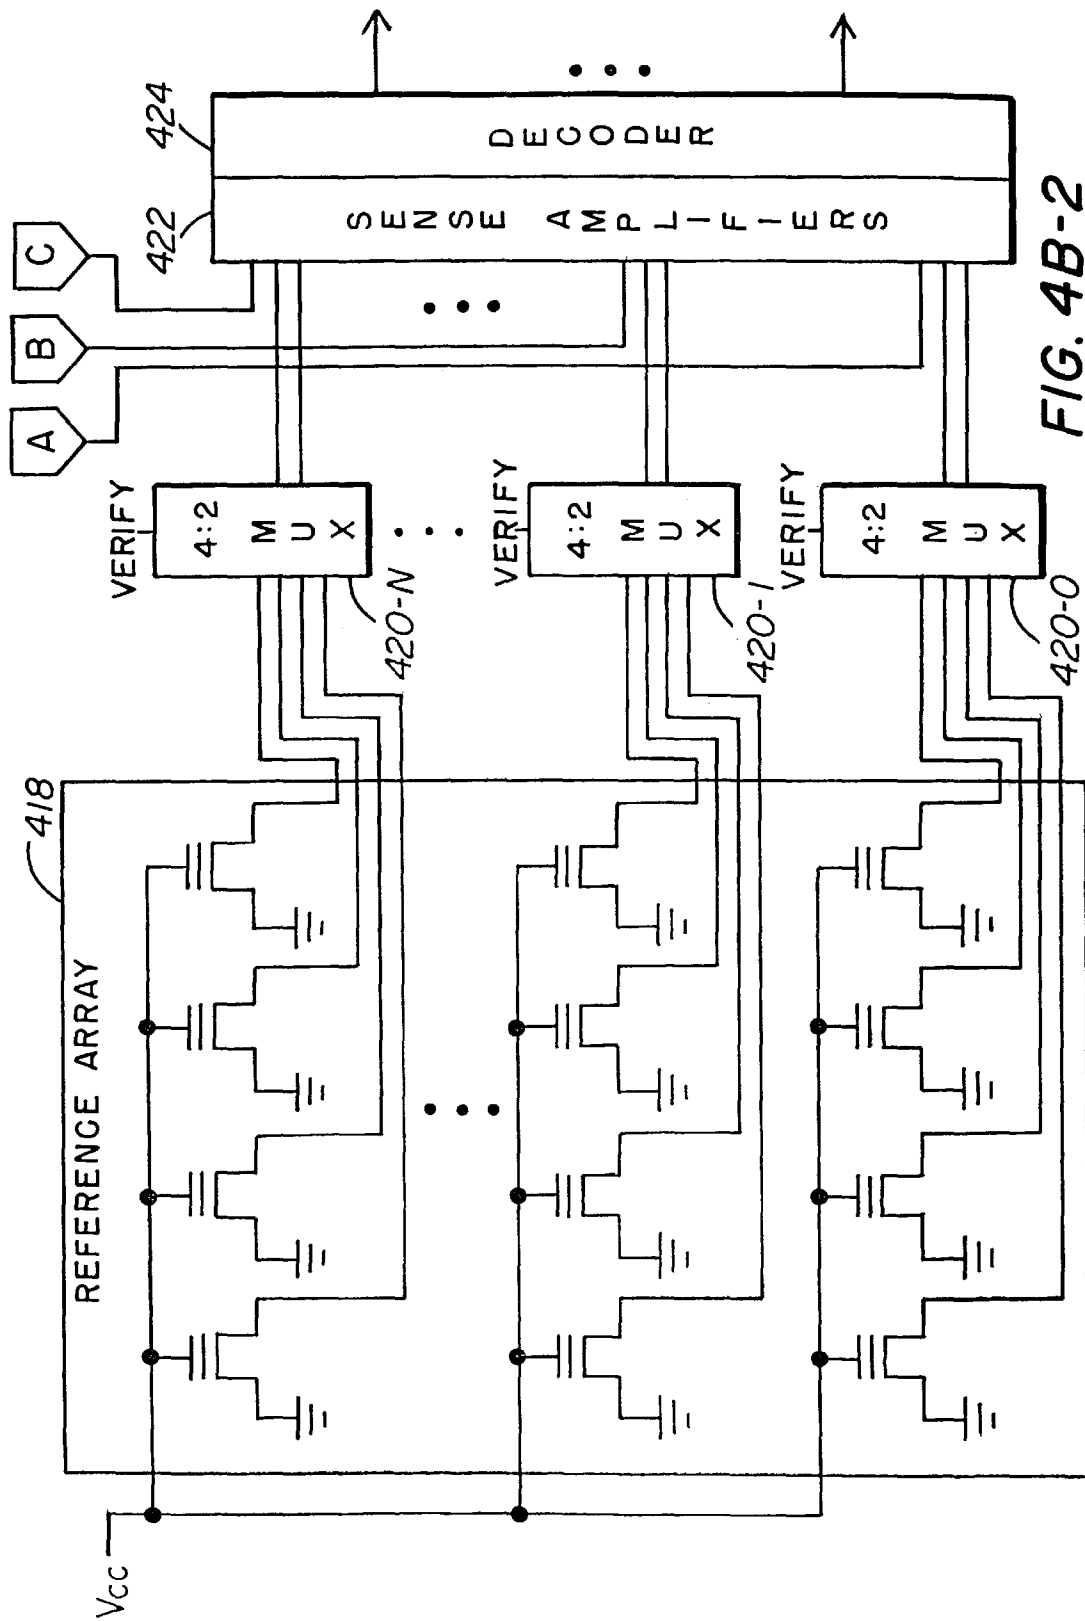 418
REFERENCE ARRAY
Vcc
A
B
C
VERIFY
4:2
MUX
420-N
VERIFY
4:2
MUX
420-1
VERIFY
4:2
MUX
420-0
422
424
SENSE AMPLIFIERS
DECODER
FIG. 4B-2